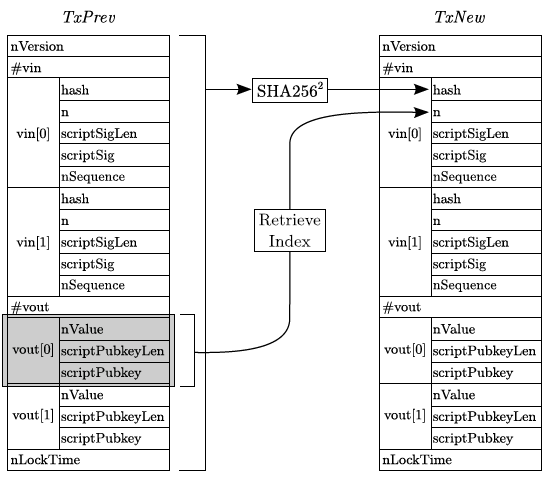 TxPrev
nVersion
#vin
vin[0]
hash
n
scriptSigLen
scriptSig
nSequence
vin[1]
hash
n
scriptSigLen
scriptSig
nSequence
#vout
vout[0]
nValue
scriptPubkeyLen
scriptPubkey
vout[1]
nValue
scriptPubkeyLen
scriptPubkey
nLockTime
SHA256²
Retrieve
Index
TxNew
nVersion
#vin
vin[0]
hash
n
scriptSigLen
scriptSig
nSequence
vin[1]
hash
n
scriptSigLen
scriptSig
nSequence
#vout
vout[0]
nValue
scriptPubkeyLen
scriptPubkey
vout[1]
nValue
scriptPubkeyLen
scriptPubkey
nLockTime